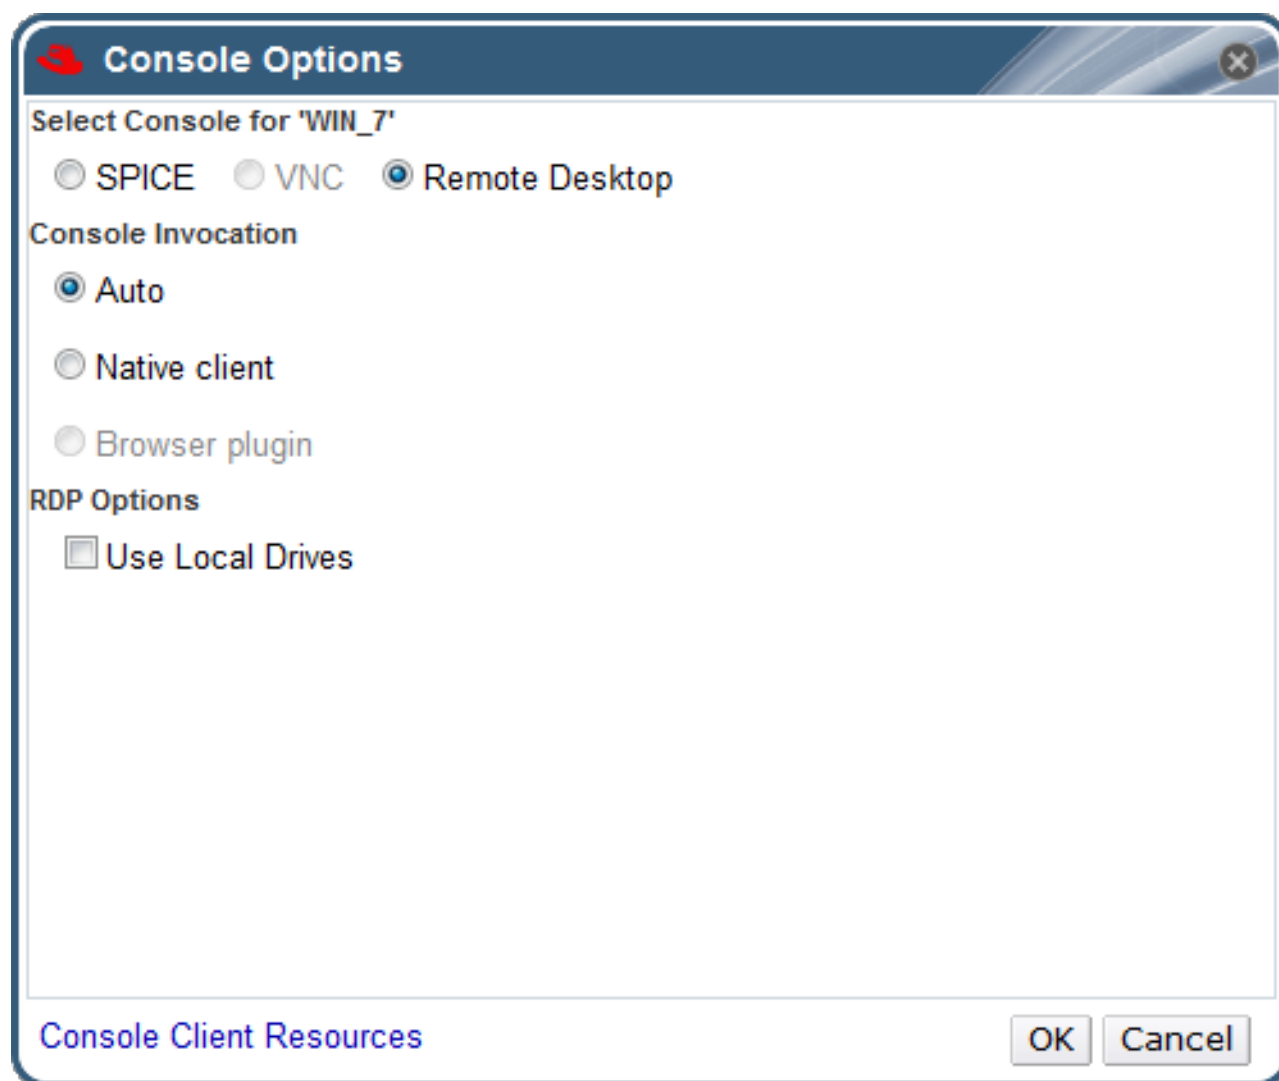 Console Options
Select Console for 'WIN_7'
SPICE VNC Remote Desktop
Console Invocation
Auto
Native client
Browser plugin
RDP Options
Use Local Drives
Console Client Resources OK Cancel